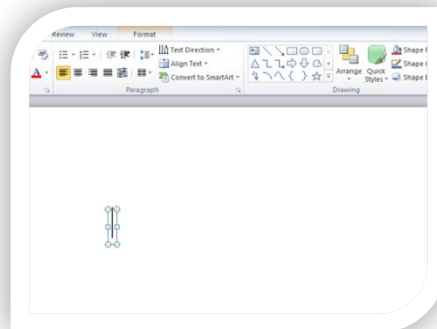 Review View Format
Text Direction
Align Text
Convert to SmartArt
Paragraph
Arrange
Quick Styles
Shape
Shape
Shape
Drawing